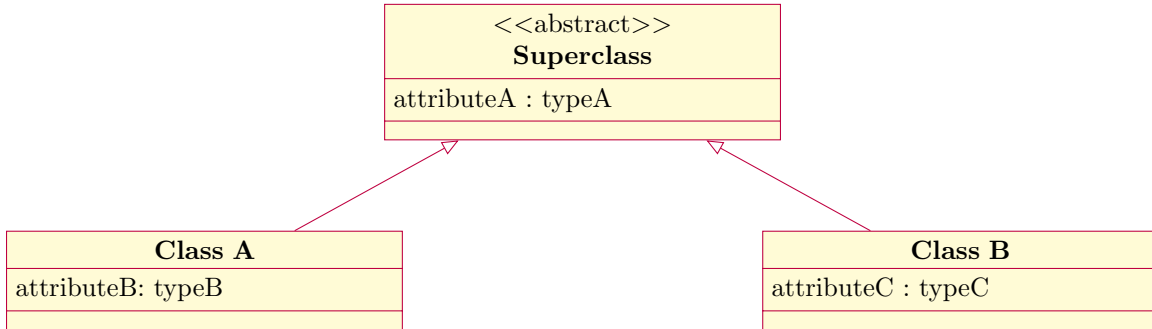 <<abstract>>
Superclass
attributeA : typeA
Class A
attributeB: typeB
Class B
attributeC : typeC